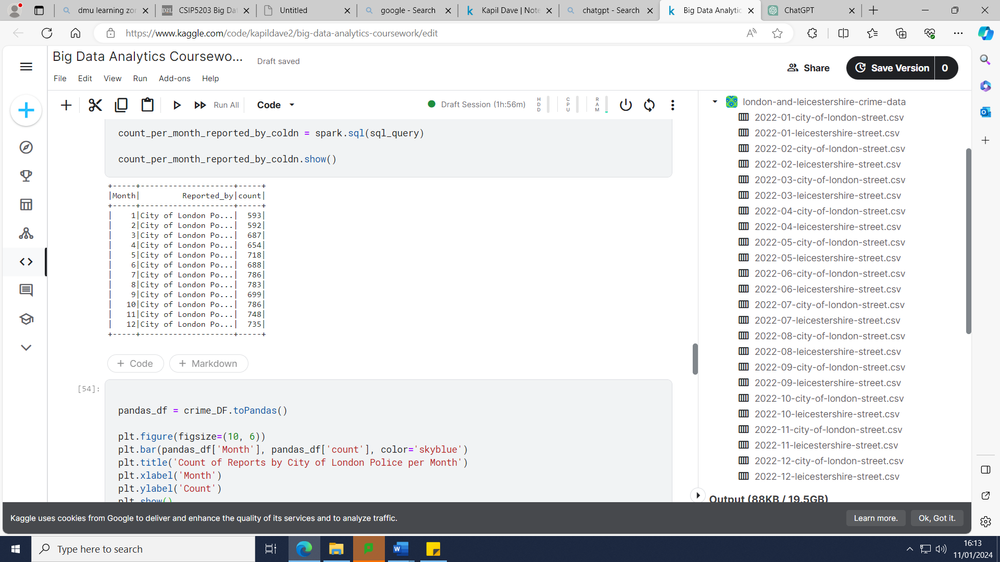 dmu learning zor
CSIP5203 Big Dat
Untitled
google - Search
Kapil Dave | Note
chatgpt - Search
Big Data Analytic
ChatGPT
https://www.kaggle.com/code/kapildave2/big-data-analytics-coursework/edit
Big Data Analytics Coursewo...
Draft saved
File Edit View Run Add-ons Help
Share
Save Version 0
Run All
Code
Draft Session (1h:56m)
HDD
CPU
RAM
count_per_month_reported_by_coldn = spark.sql(sql_query)
count_per_month_reported_by_coldn.show()
+-----+--------------------+-----+
|Month|         Reported_by|count|
+-----+--------------------+-----+
|    1|City of London Po...|  593|
|    2|City of London Po...|  592|
|    3|City of London Po...|  687|
|    4|City of London Po...|  654|
|    5|City of London Po...|  718|
|    6|City of London Po...|  688|
|    7|City of London Po...|  786|
|    8|City of London Po...|  783|
|    9|City of London Po...|  699|
|   10|City of London Po...|  786|
|   11|City of London Po...|  748|
|   12|City of London Po...|  735|
+-----+--------------------+-----+
+ Code
+ Markdown
[54]:
pandas_df = crime_DF.toPandas()
plt.figure(figsize=(10, 6))
plt.bar(pandas_df['Month'], pandas_df['count'], color='skyblue')
plt.title('Count of Reports by City of London Police per Month')
plt.xlabel('Month')
plt.ylabel('Count')
plt.show()
london-and-leicestershire-crime-data
2022-01-city-of-london-street.csv
2022-01-leicestershire-street.csv
2022-02-city-of-london-street.csv
2022-02-leicestershire-street.csv
2022-03-city-of-london-street.csv
2022-03-leicestershire-street.csv
2022-04-city-of-london-street.csv
2022-04-leicestershire-street.csv
2022-05-city-of-london-street.csv
2022-05-leicestershire-street.csv
2022-06-city-of-london-street.csv
2022-06-leicestershire-street.csv
2022-07-city-of-london-street.csv
2022-07-leicestershire-street.csv
2022-08-city-of-london-street.csv
2022-08-leicestershire-street.csv
2022-09-city-of-london-street.csv
2022-09-leicestershire-street.csv
2022-10-city-of-london-street.csv
2022-10-leicestershire-street.csv
2022-11-city-of-london-street.csv
2022-11-leicestershire-street.csv
2022-12-city-of-london-street.csv
2022-12-leicestershire-street.csv
Output (88KB / 19.5GB)
Kaggle uses cookies from Google to deliver and enhance the quality of its services and to analyze traffic.
Learn more.
Ok, Got it.
Type here to search
16:13
11/01/2024